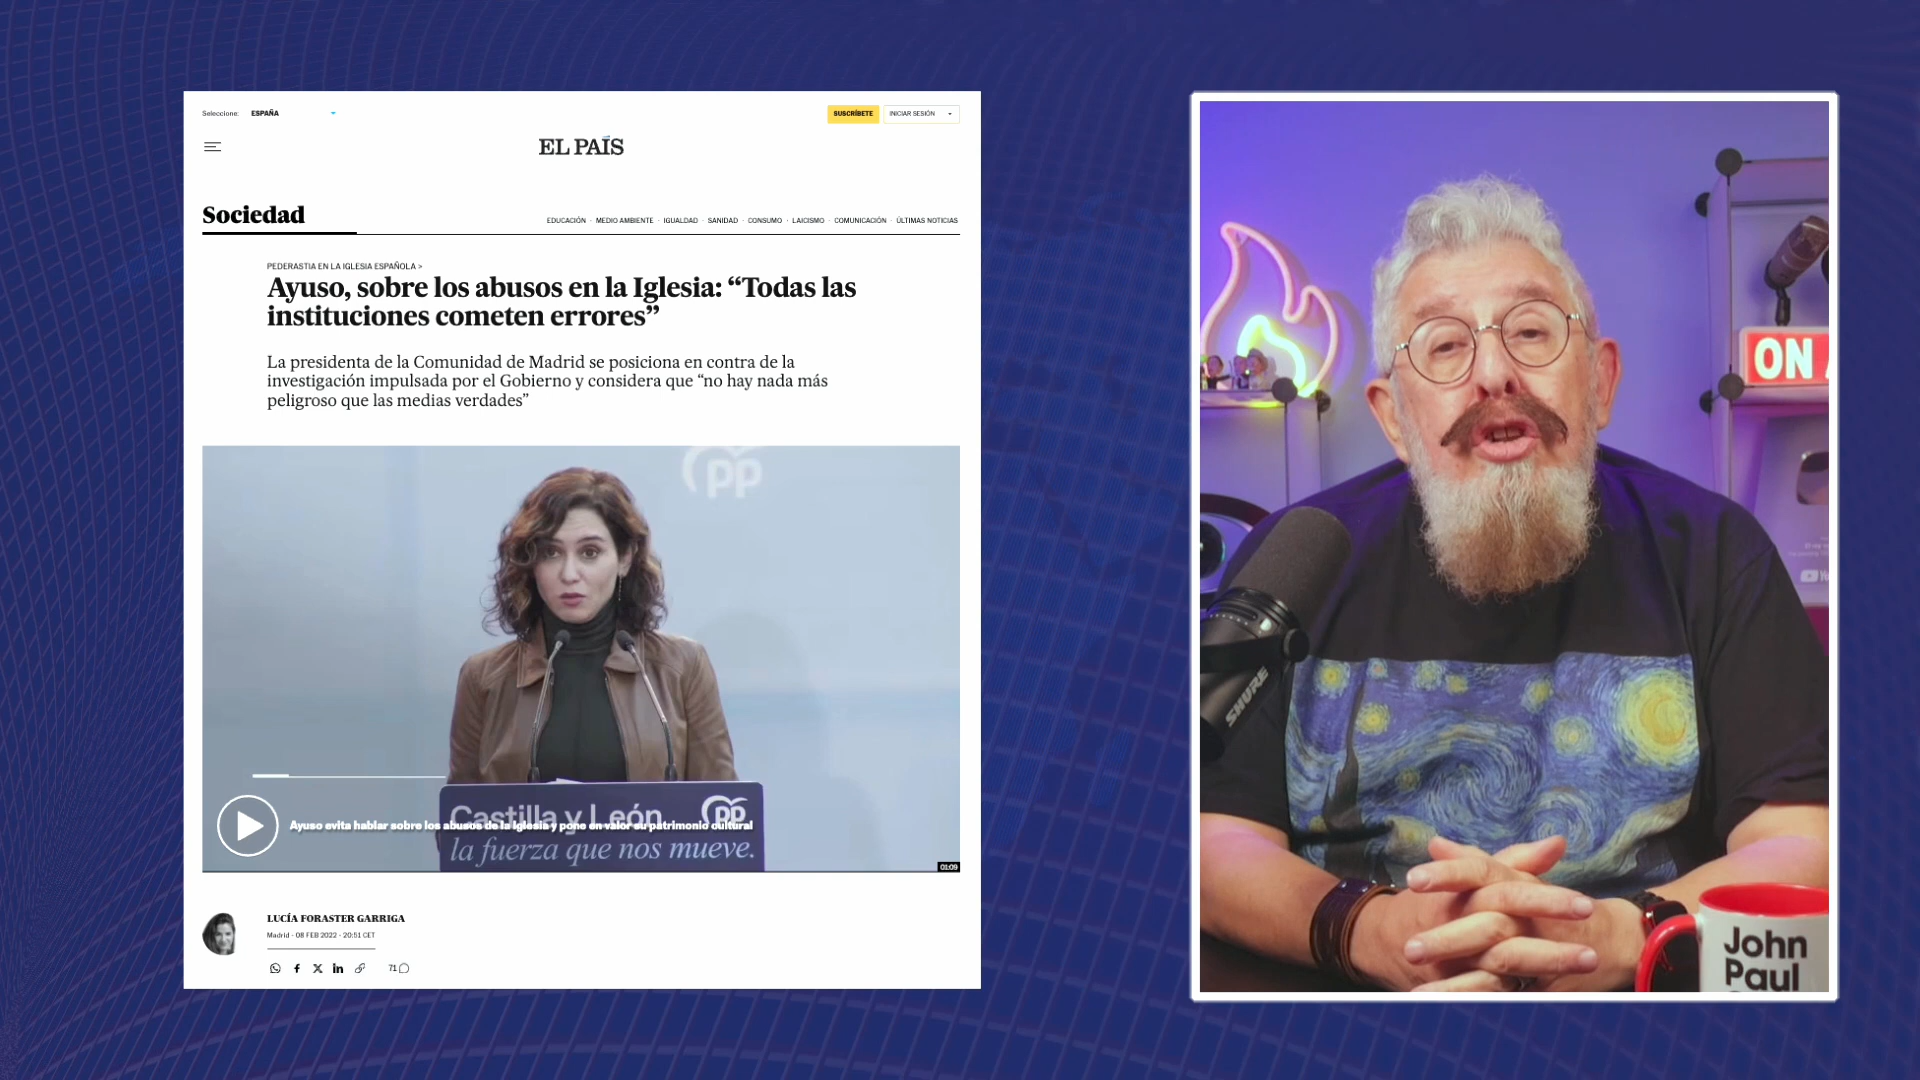 Seleccione: ESPAÑA
SUSCRÍBETE
INICIAR SESIÓN
EL PAÍS
Sociedad
EDUCACIÓN · MEDIO AMBIENTE · IGUALDAD · SANIDAD · CONSUMO · LAICISMO · COMUNICACIÓN · ÚLTIMAS NOTICIAS
PEDERASTIA EN LA IGLESIA ESPAÑOLA >
Ayuso, sobre los abusos en la Iglesia: “Todas las
instituciones cometen errores”
La presidenta de la Comunidad de Madrid se posiciona en contra de la
investigación impulsada por el Gobierno y considera que “no hay nada más
peligroso que las medias verdades”
pp
Castilla y León pp
Ayuso evita hablar sobre los abusos de la Iglesia y pone en valor su patrimonio cultural
la fuerza que nos mueve.
01:09
LUCÍA FORASTER GARRIGA
Madrid - 08 FEB 2022 - 20:51 CET
71
ON
SHURE
John
Paul